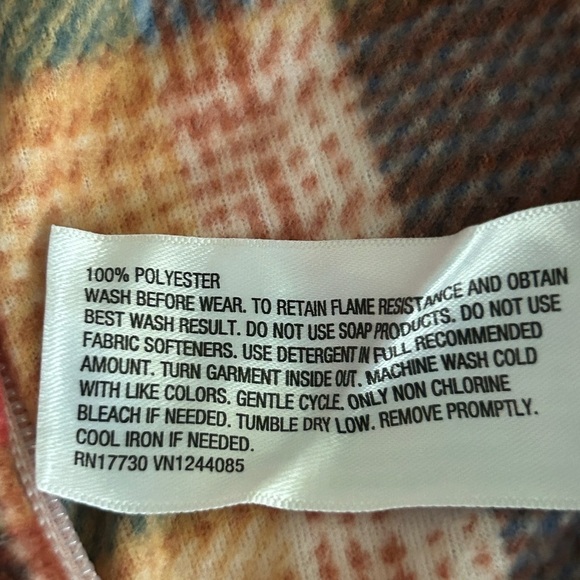 100% POLYESTER
WASH BEFORE WEAR. TO RETAIN FLAME RESISTANCE AND OBTAIN
BEST WASH RESULT. DO NOT USE SOAP PRODUCTS. DO NOT USE
FABRIC SOFTENERS. USE DETERGENT IN FULL RECOMMENDED
AMOUNT. TURN GARMENT INSIDE OUT. MACHINE WASH COLD
WITH LIKE COLORS. GENTLE CYCLE. ONLY NON CHLORINE
BLEACH IF NEEDED. TUMBLE DRY LOW. REMOVE PROMPTLY.
COOL IRON IF NEEDED.
RN17730 VN1244085